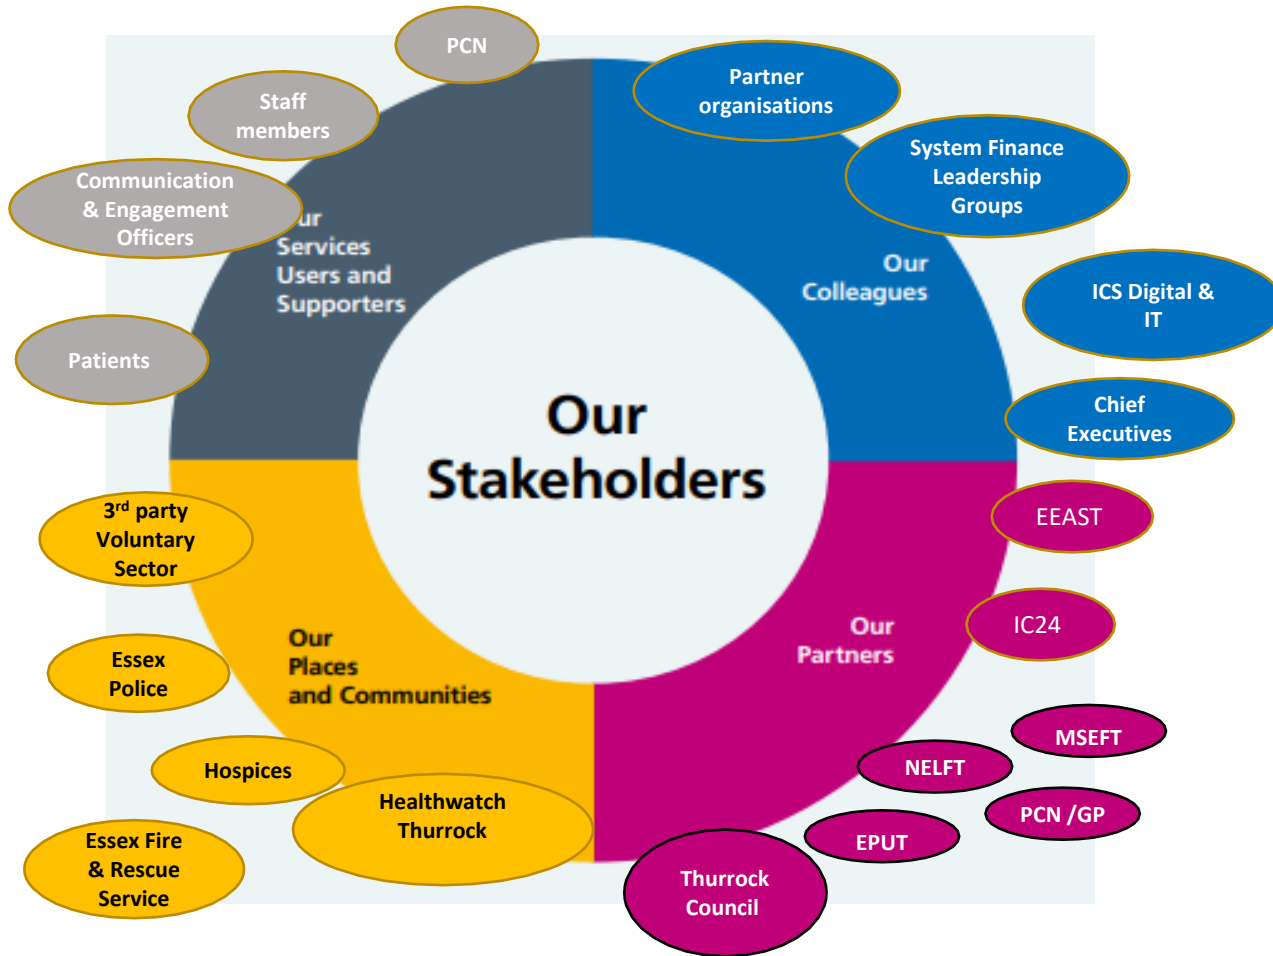 PCN
Staff
members
Communication
& Engagement
Officers
Patients
ur
Services
Users and
Supporters
Partner
organisations
System Finance
Leadership
Groups
ICS Digital &
IT
Chief
Executives
Our
Colleagues
Our
Stakeholders
3rd party
Voluntary
Sector
Essex
Police
Hospices
Healthwatch
Thurrock
Essex Fire
& Rescue
Service
Our
Places
and Communities
Our
Partners
EEAST
IC24
MSEFT
NELFT
PCN /GP
EPUT
Thurrock
Council